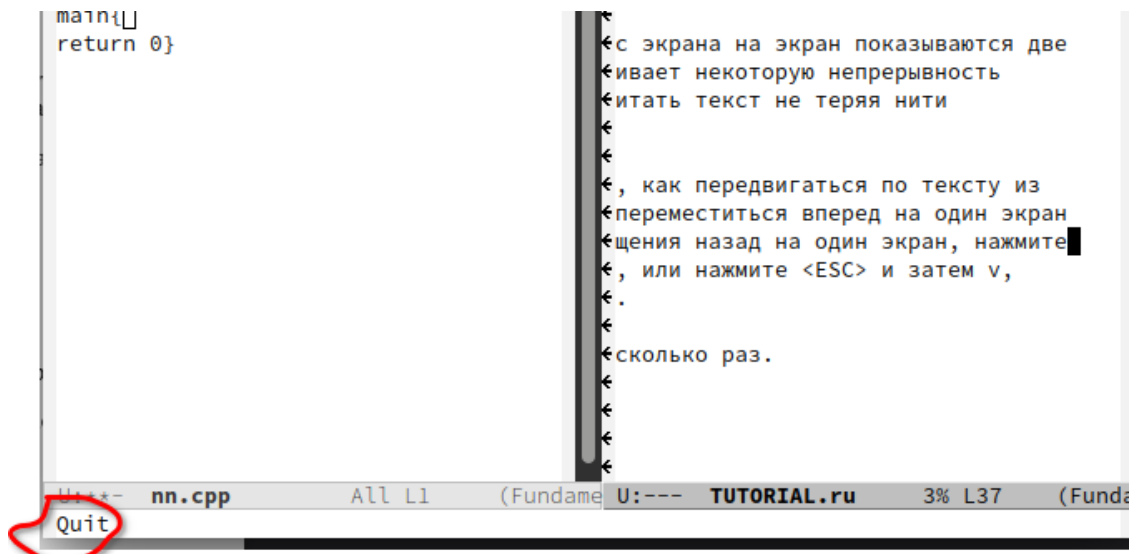 main{
return 0}
с экрана на экран показываются две
ивает некоторую непрерывность
итать текст не теряя нити
, как передвигаться по тексту из
переместиться вперед на один экран
щения назад на один экран, нажмите
, или нажмите <ESC> и затем v,
.
сколько раз.
U:**- nn.cpp All L1 (Fundame
U:--- TUTORIAL.ru 3% L37 (Funda
Quit